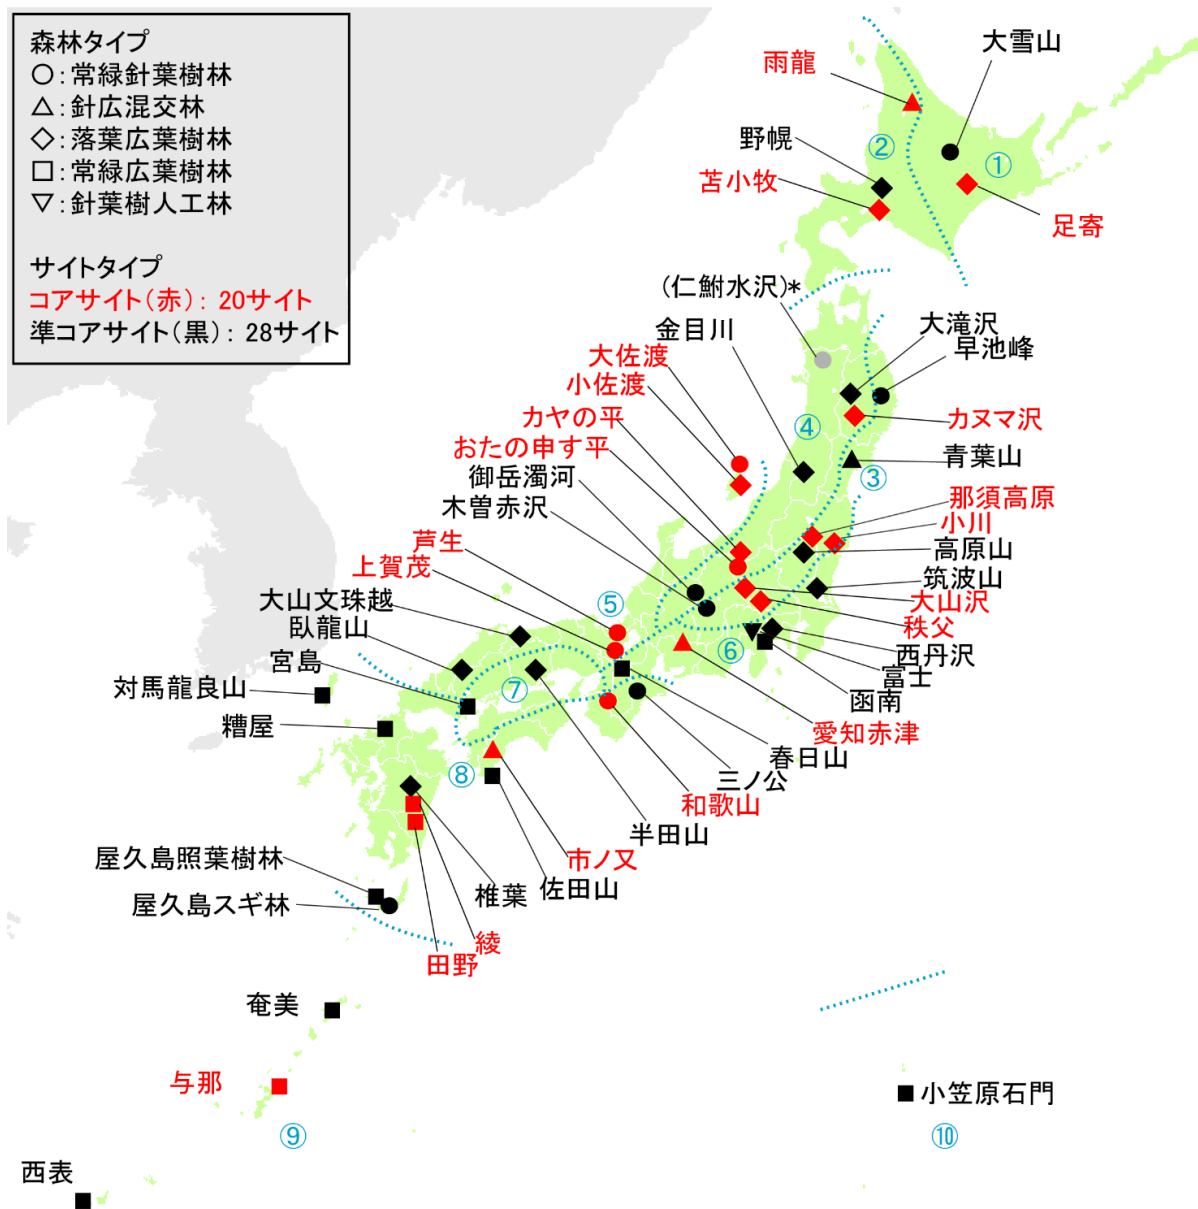 森林タイプ
○：常緑針葉樹林
△：針広混交林
◇：落葉広葉樹林
□：常緑広葉樹林
▽：針葉樹人工林
サイトタイプ
コアサイト（赤）： 20サイト
準コアサイト（黒）： 28サイト
大雪山
雨龍
野幌
②
①
苫小牧
足寄
(仁鮒水沢)*
金目川
大滝沢
早池峰
大佐渡
小佐渡
カヤの平
カヌマ沢
④
おたの申す平
青葉山
御岳濁河
③
木曽赤沢
那須高原
小川
芦生
高原山
上賀茂
筑波山
大山文珠越
⑤
大山沢
臥龍山
秩父
宮島
⑥
西丹沢
富士
対馬龍良山
⑦
函南
糟屋
愛知赤津
春日山
⑧
三ノ公
和歌山
半田山
屋久島照葉樹林
市ノ又
佐田山
椎葉
屋久島スギ林
綾
田野
奄美
与那
小笠原石門
⑨
⑩
西表